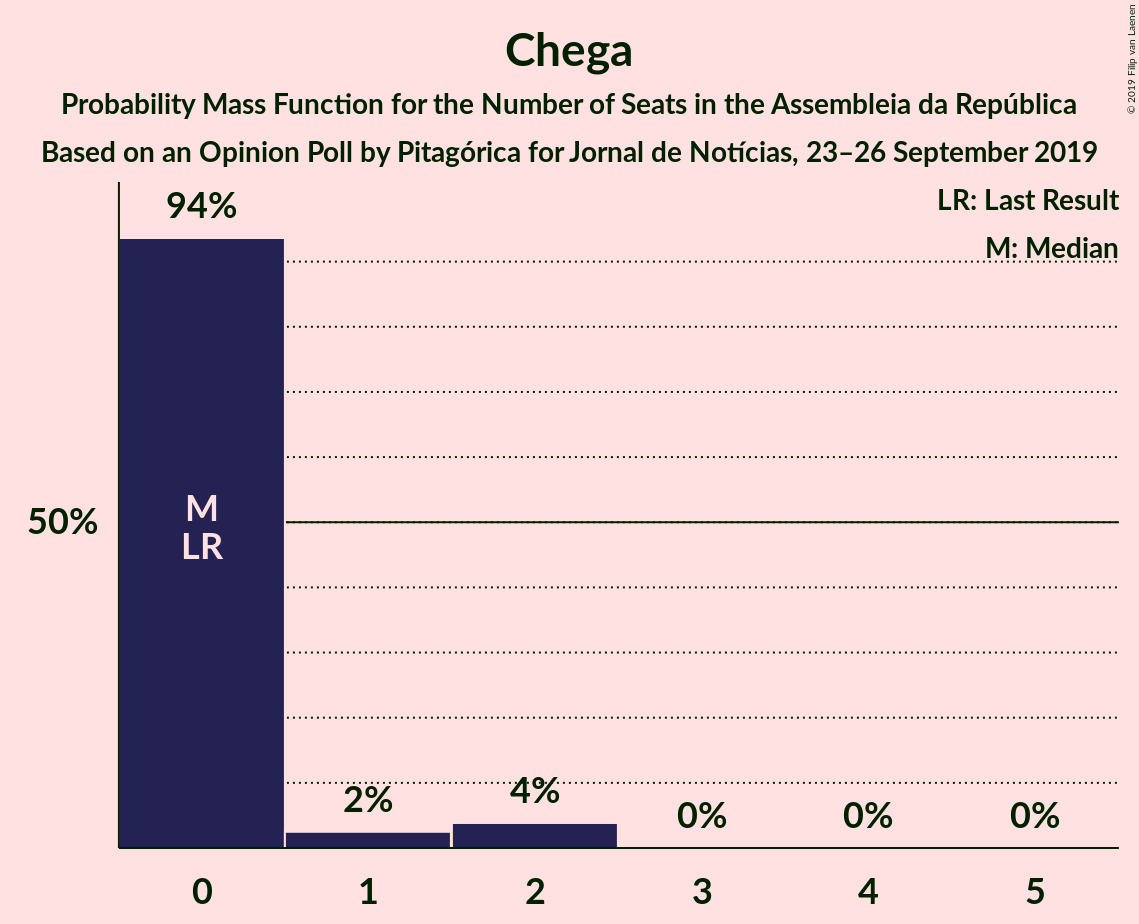 Chega
Probability Mass Function for the Number of Seats in the Assembleia da República
Based on an Opinion Poll by Pitagórica for Jornal de Notícias, 23–26 September 2019
© 2019 Filip van Laenen
LR: Last Result
M: Median
94%
50%
M
LR
2%
4%
0%
0%
0%
0
1
2
3
4
5